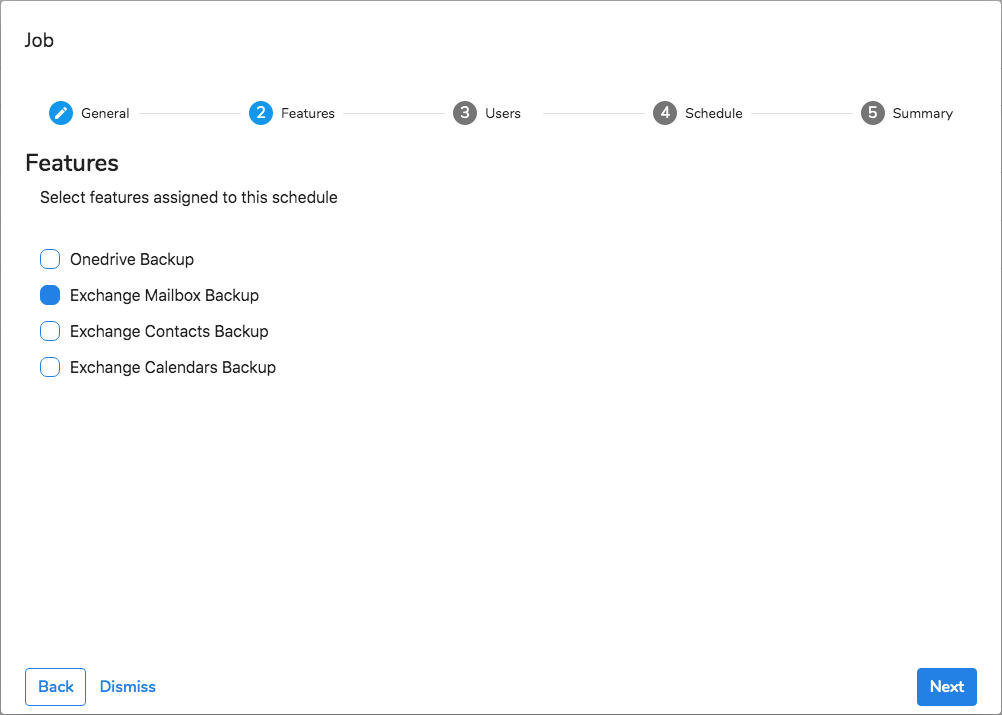 Job
General 2 Features 3 Users 4 Schedule 5 Summary
Features
Select features assigned to this schedule
Onedrive Backup
Exchange Mailbox Backup
Exchange Contacts Backup
Exchange Calendars Backup
Back Dismiss Next